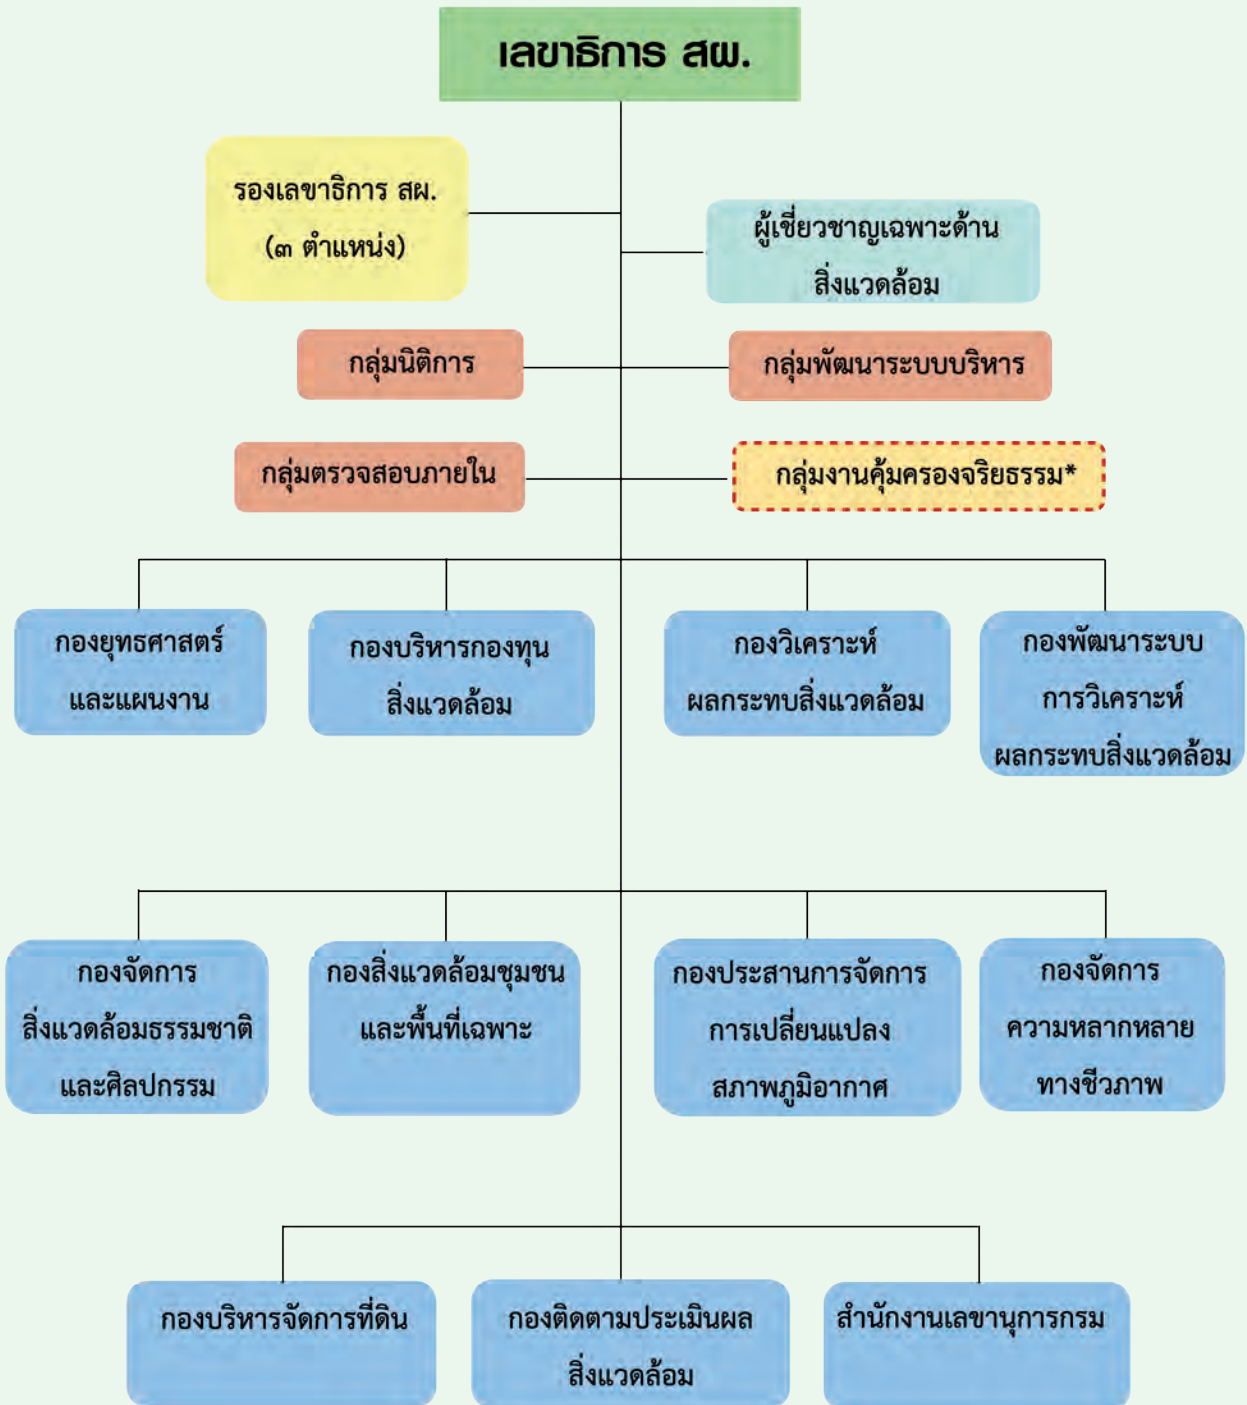 เลขาธิการ สผ.
รองเลขาธิการ สผ.
(๓ ตำแหน่ง)
ผู้เชี่ยวชาญเฉพาะด้าน
สิ่งแวดล้อม
กลุ่มนิติการ
กลุ่มพัฒนาระบบบริหาร
กลุ่มตรวจสอบภายใน
กลุ่มงานคุ้มครองจริยธรรม*
กองยุทธศาสตร์
และแผนงาน
กองบริหารกองทุน
สิ่งแวดล้อม
กองวิเคราะห์
ผลกระทบสิ่งแวดล้อม
กองพัฒนาระบบ
การวิเคราะห์
ผลกระทบสิ่งแวดล้อม
กองจัดการ
สิ่งแวดล้อมธรรมชาติ
และศิลปกรรม
กองสิ่งแวดล้อมชุมชน
และพื้นที่เฉพาะ
กองประสานการจัดการ
การเปลี่ยนแปลง
สภาพภูมิอากาศ
กองจัดการ
ความหลากหลาย
ทางชีวภาพ
กองบริหารจัดการที่ดิน
กองติดตามประเมินผล
สิ่งแวดล้อม
สำนักงานเลขานุการกรม